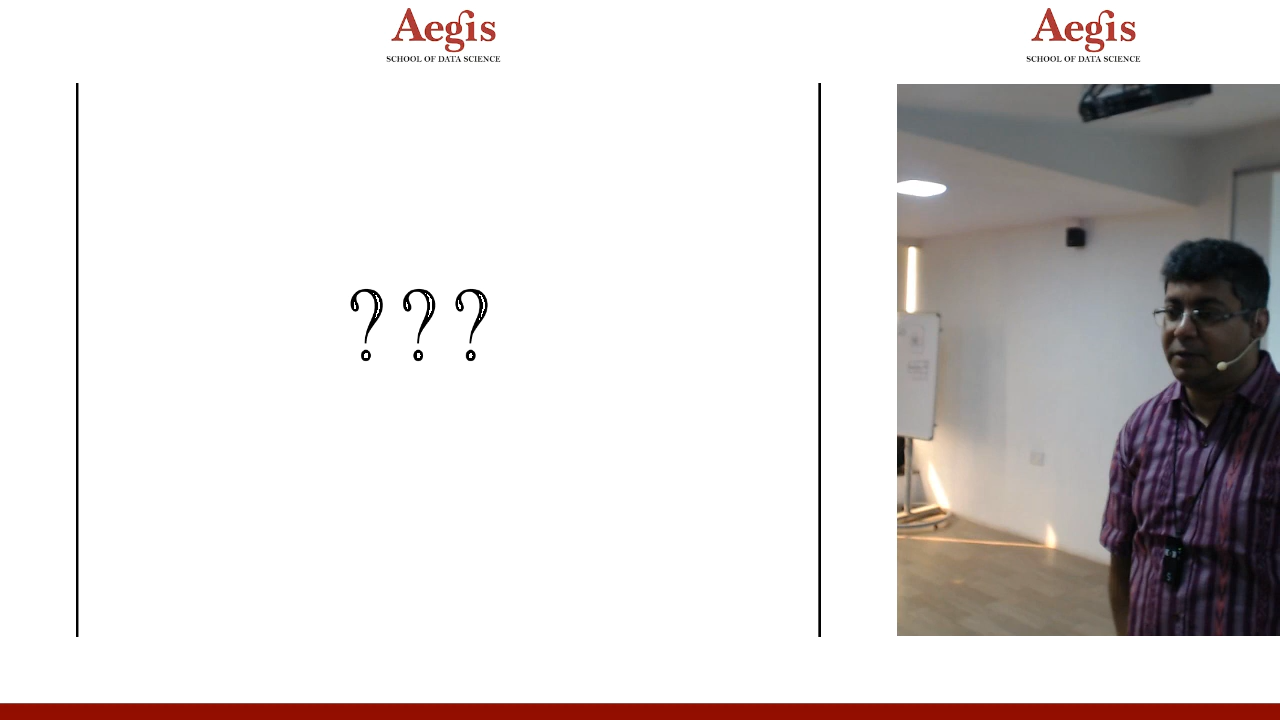 Aegis
SCHOOL OF DATA SCIENCE
Aegis
SCHOOL OF DATA SCIENCE
? ? ?